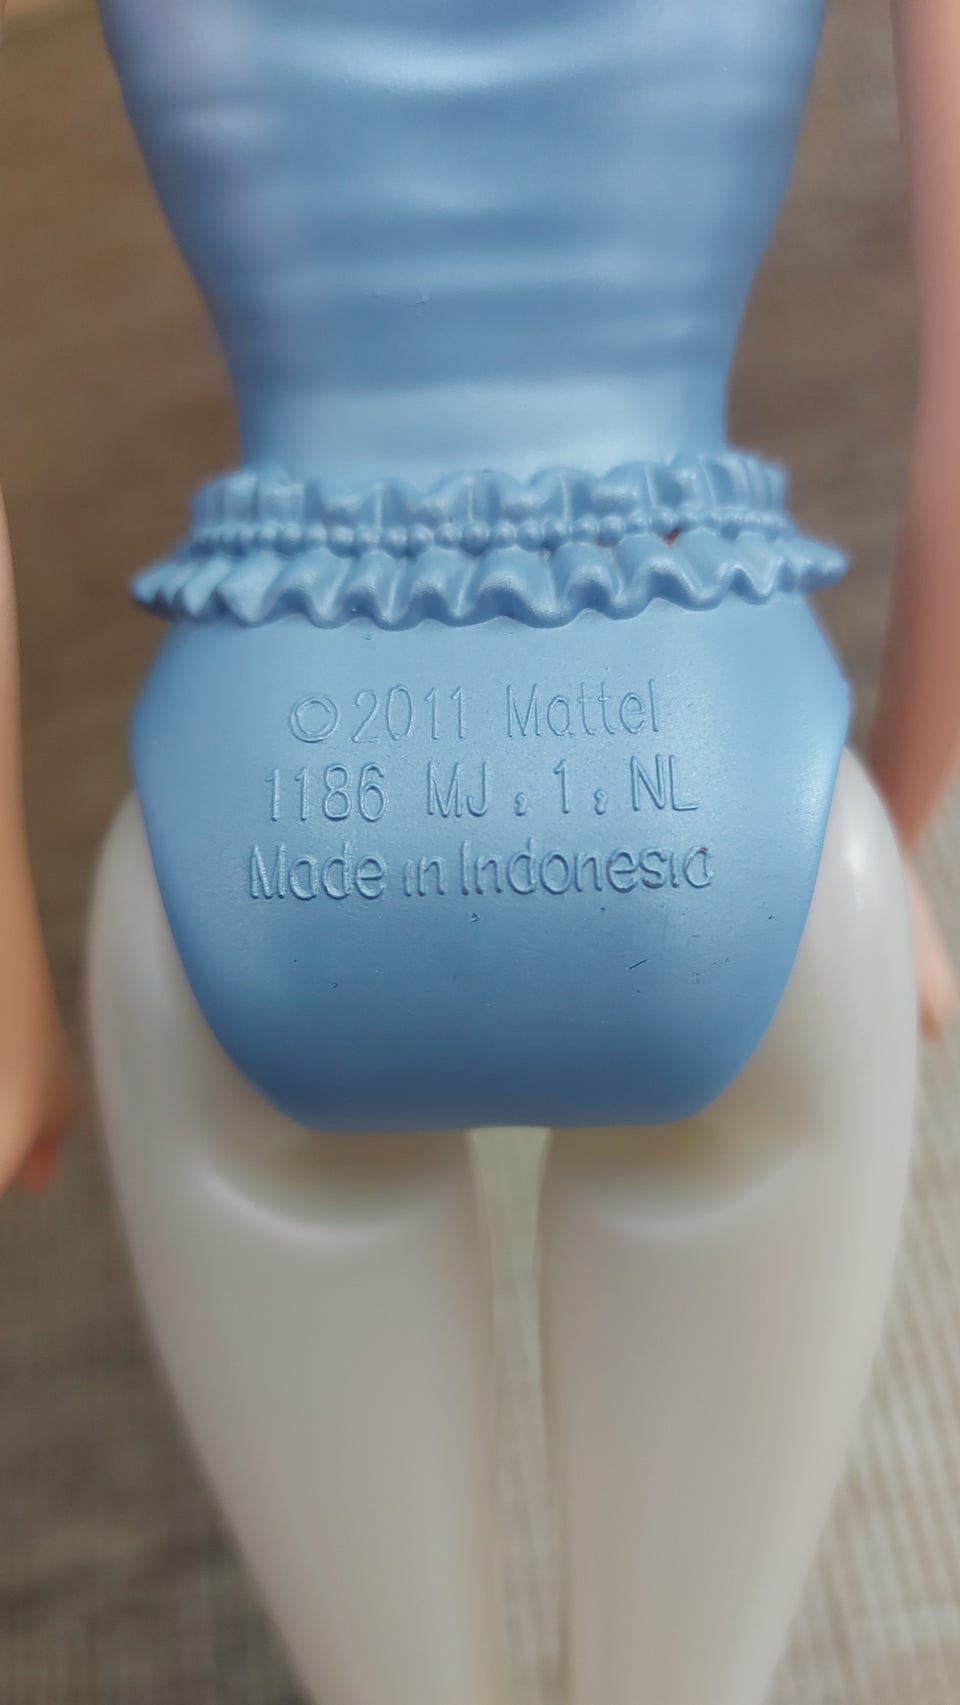 ©2011 Mattel
1186 MJ , 1 , NL
Made in Indonesia